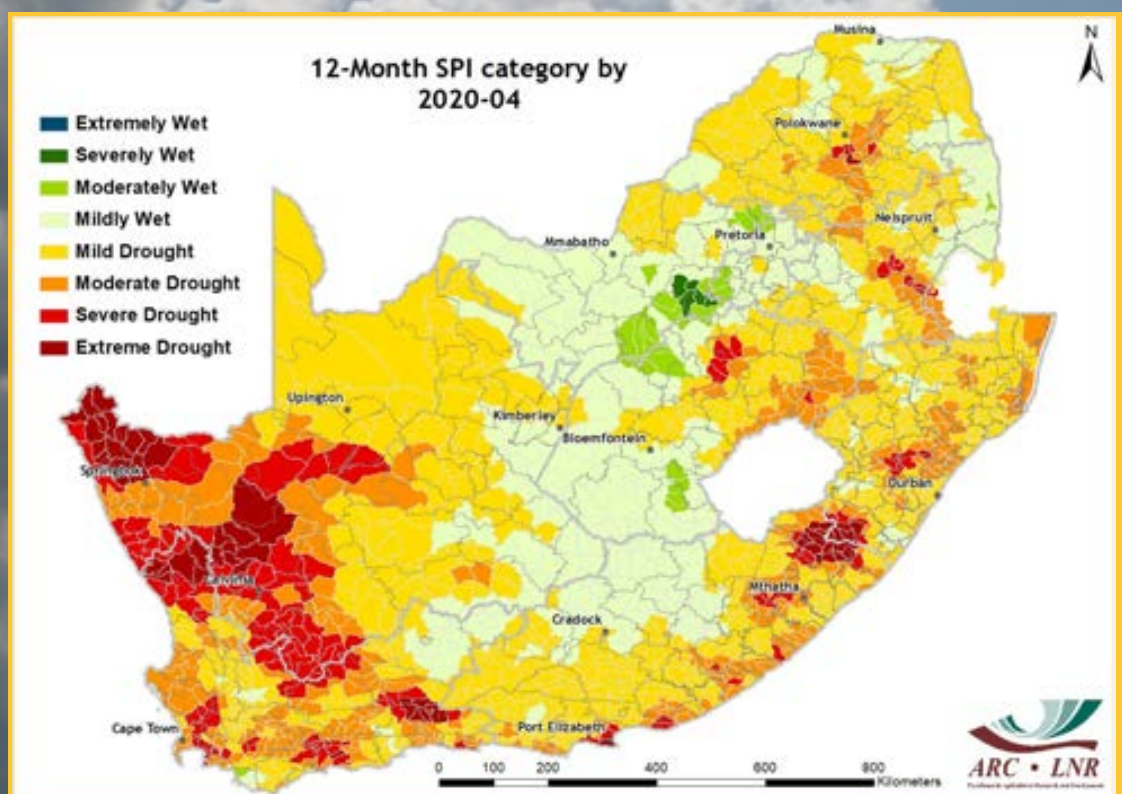 12-Month SPI category by
2020-04
N
Extremely Wet
Severely Wet
Moderately Wet
Mildly Wet
Mild Drought
Moderate Drought
Severe Drought
Extreme Drought
Musina
Polokwane
Nelspruit
Pretoria
Mmabatho
Upington
Kimberley
Bloemfontein
Springbok
Durban
Calvinia
Mthatha
Cradock
Cape Town
Port Elizabeth
0 100 200 400 600 800
Kilometers
ARC • LNR